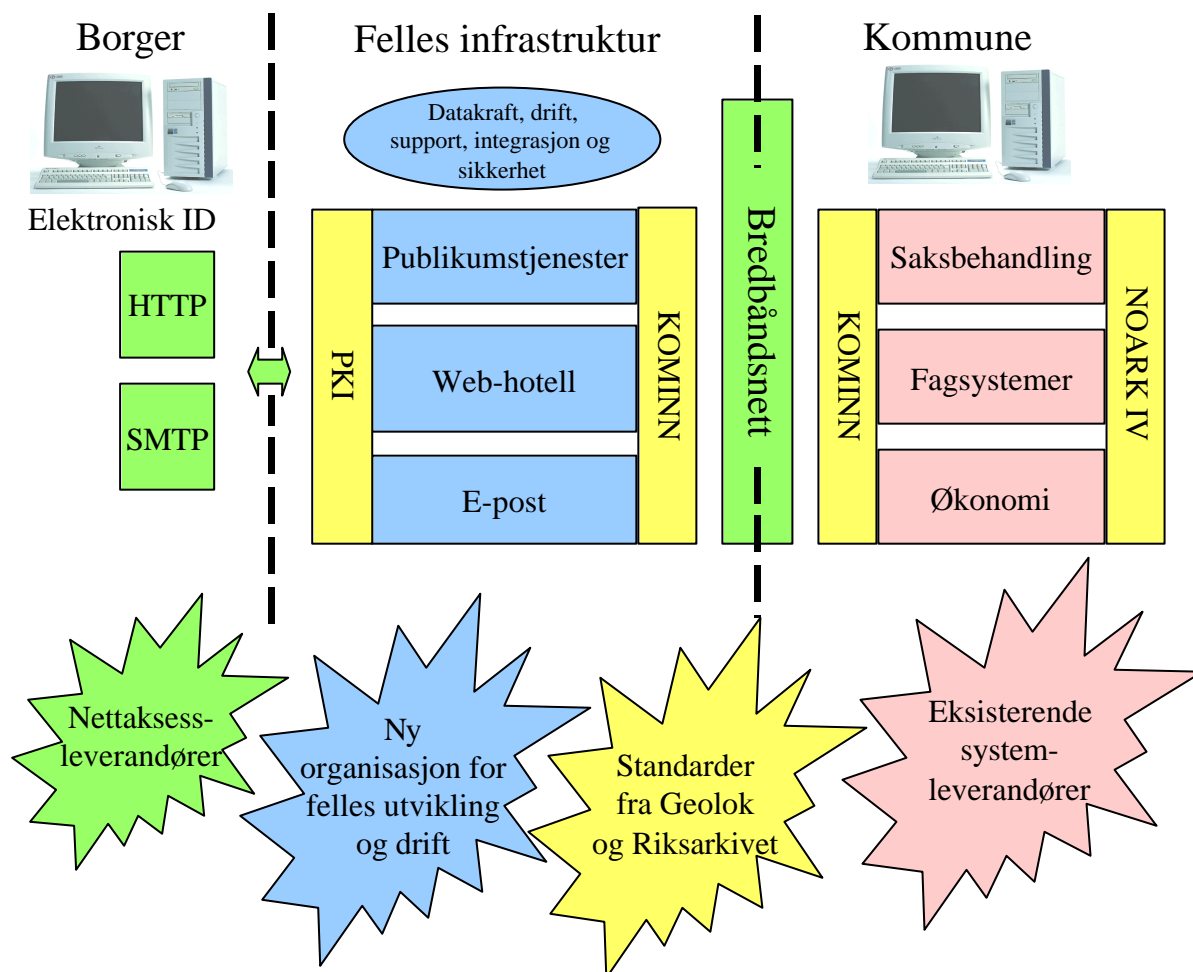 Borger
Felles infrastruktur
Kommune
Datakraft, drift,
support, integrasjon og
sikkerhet
Elektronisk ID
HTTP
SMTP
PKI
Publikumstjenester
Web-hotell
E-post
KOMINN
Bredbåndsnett
KOMINN
Saksbehandling
Fagsystemer
Økonomi
NOARK IV
Nettaksess-
leverandører
Ny
organisasjon for
felles utvikling
og drift
Standarder
fra Geolok
og Riksarkivet
Eksisterende
system-
leverandører